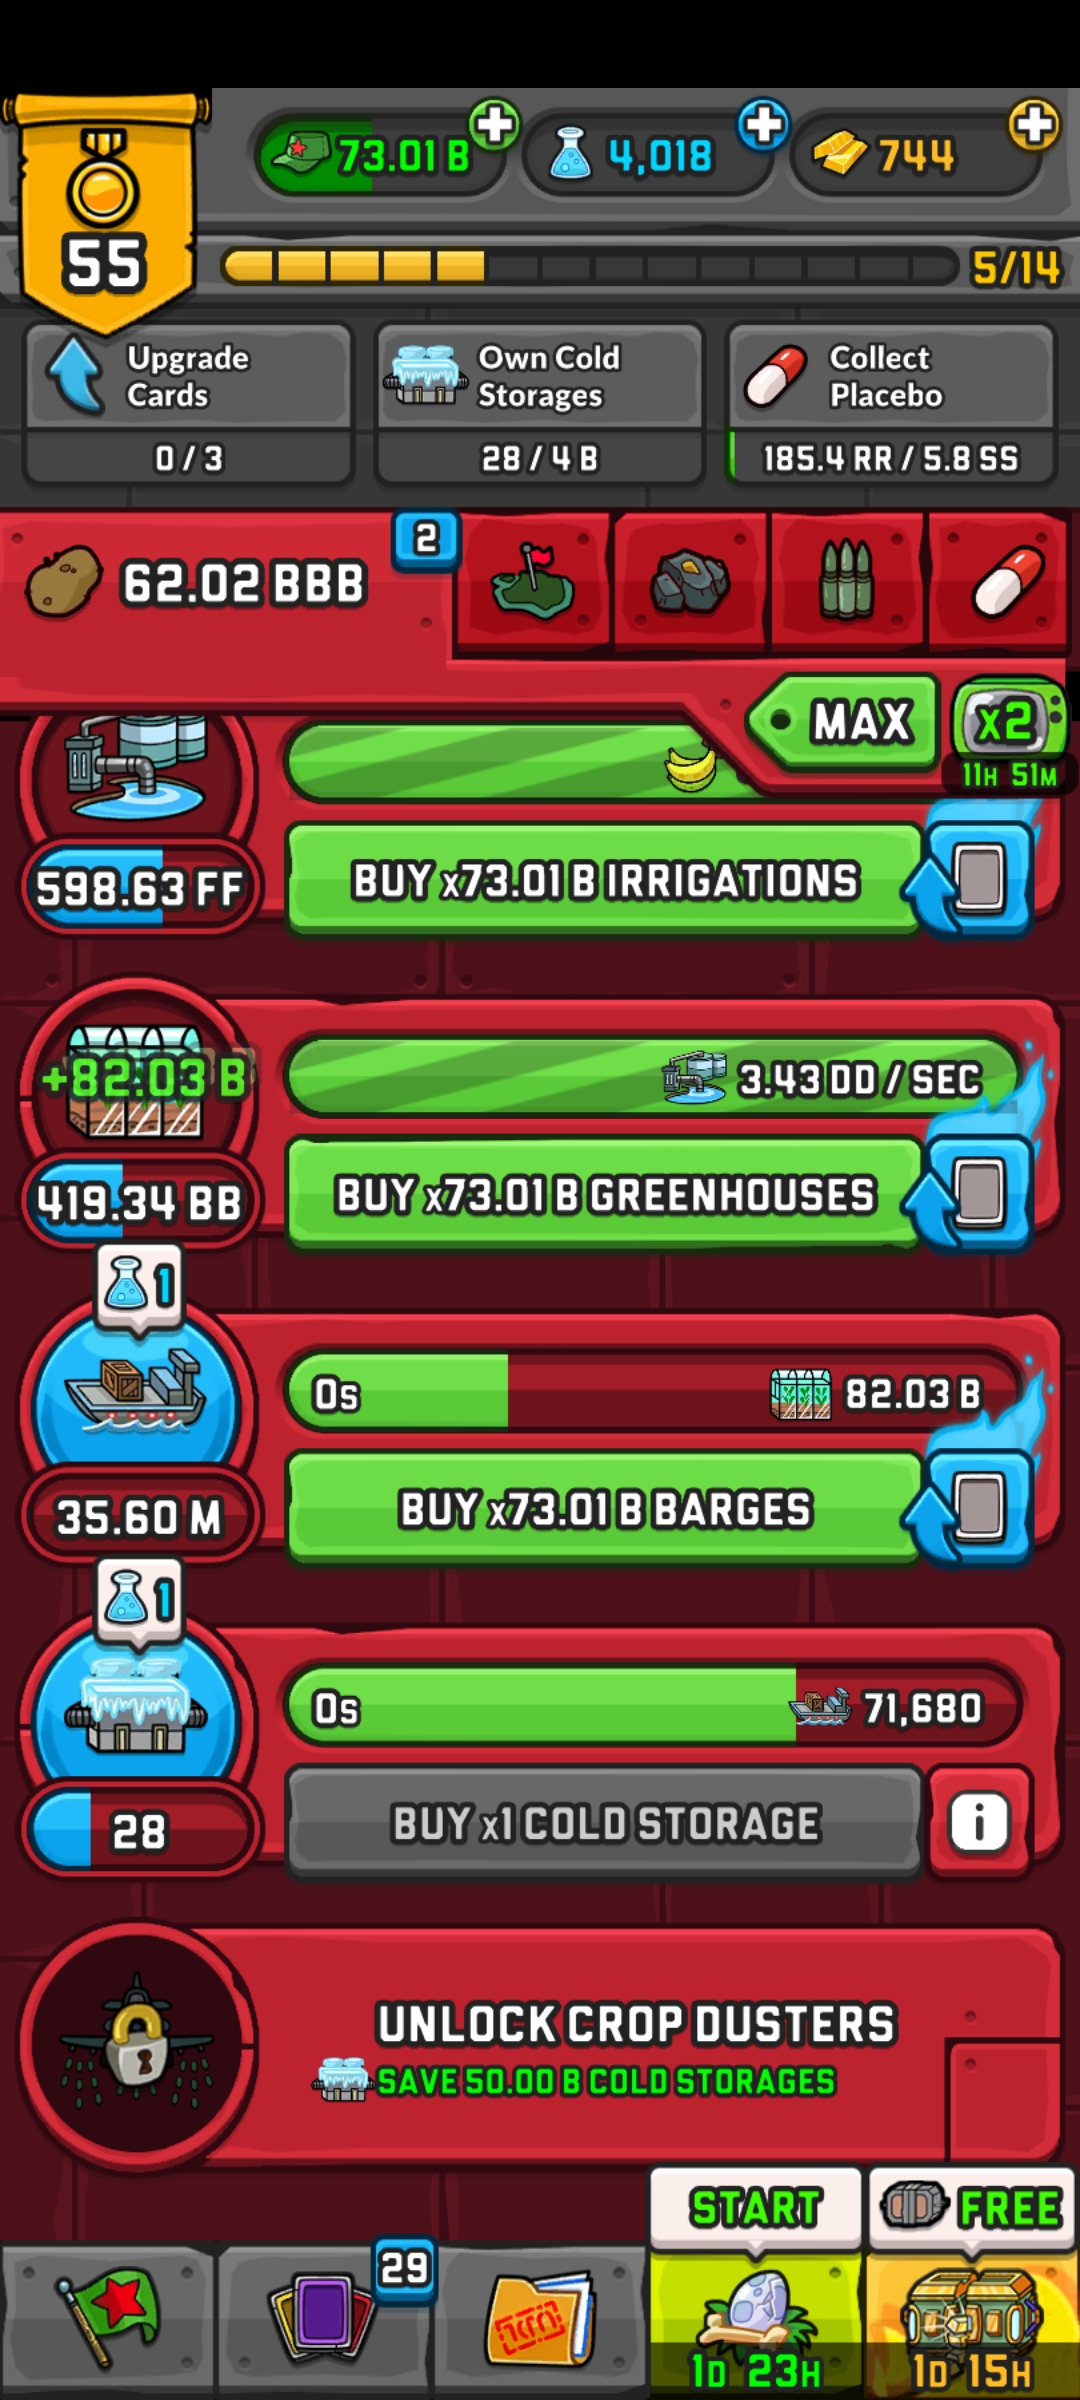 55
73.01 B
4,018
744
5/14
Upgrade
Cards
0 / 3
Own Cold
Storages
28 / 4 B
Collect
Placebo
185.4 RR / 5.8 SS
62.02 BBB
2
MAX
x2
11H 51M
598.63 FF
BUY x73.01 B IRRIGATIONS
+82.03 B
3.43 DD / SEC
419.34 BB
BUY x73.01 B GREENHOUSES
1
0s
82.03 B
35.60 M
BUY x73.01 B BARGES
1
0s
71,680
28
BUY x1 COLD STORAGE
i
UNLOCK CROP DUSTERS
SAVE 50.00 B COLD STORAGES
START
FREE
29
1D 23H
1D 15H